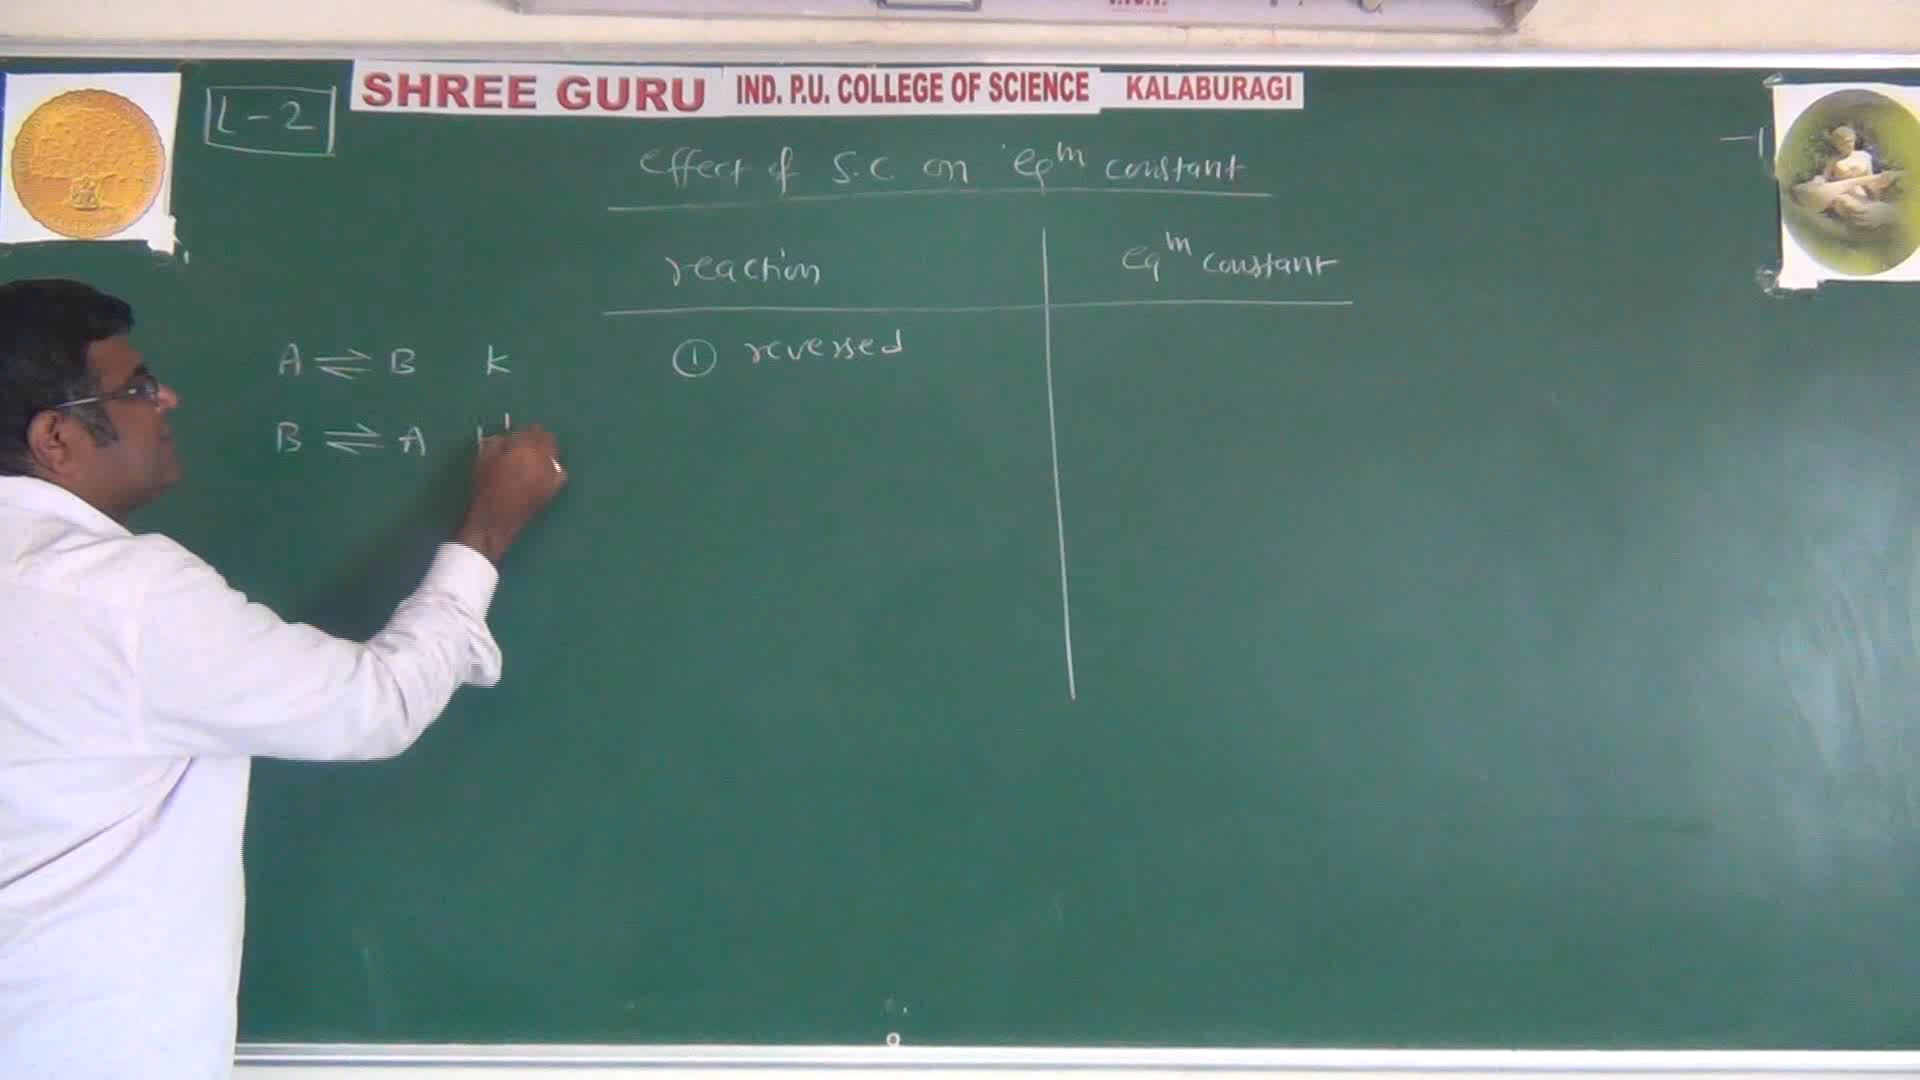 SHREE GURU IND. P.U. COLLEGE OF SCIENCE KALABURAGI
L-2
Effect of S.C on eqm constant
reaction eqm constant
A ⇌ B K
① reversed
B ⇌ A